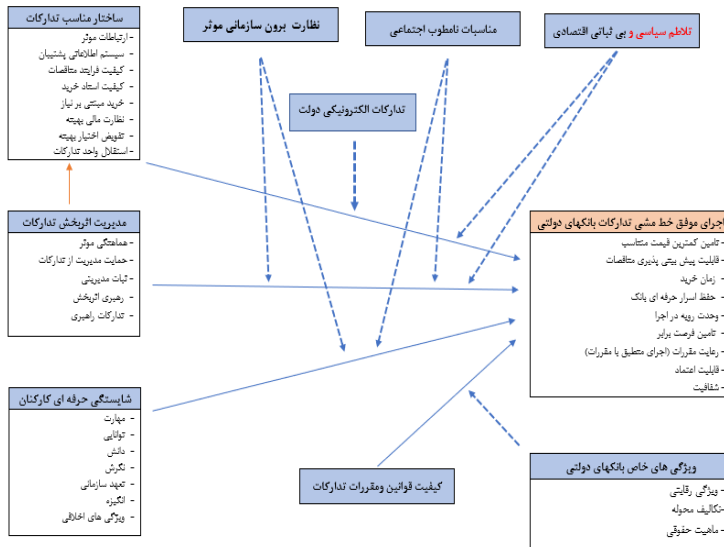 ساختار مناسب تدارکات
- ارتباطات موثر
- سیستم اطلاعاتی پشتیبان
- کیفیت فرایند مناقصات
- کیفیت اسناد خرید
- خرید مبتنی بر نیاز
- نظارت مالی بهینه
- تفویض اختیار بهینه
- استقلال واحد تدارکات
نظارت برون سازمانی موثر
مناسبات نامطلوب اجتماعی
تلاطم سیاسی و بی ثباتی اقتصادی
تدارکات الکترونیکی دولت
مدیریت اثربخش تدارکات
- هماهنگی موثر
- حمایت مدیریت از تدارکات
- ثبات مدیریتی
- رهبری اثربخش
- تدارکات راهبری
اجرای موفق خط مشی تدارکات بانکهای دولتی
- تامین کمترین قیمت متناسب
- قابلیت پیش بینی پذیری مناقصات
- زمان خرید
- حفظ اسرار حرفه ای بانک
- وحدت رویه در اجرا
- تامین فرصت برابر
- رعایت مقررات (اجرای منطبق با مقررات)
- قابلیت اعتماد
- شفافیت
شایستگی حرفه ای کارکنان
- مهارت
- توانایی
- دانش
- نگرش
- تعهد سازمانی
- انگیزه
- ویژگی های اخلاقی
کیفیت قوانین ومقررات تدارکات
ویژگی های خاص بانکهای دولتی
- ویژگی رقابتی
-تکالیف محوله
- ماهیت حقوقی